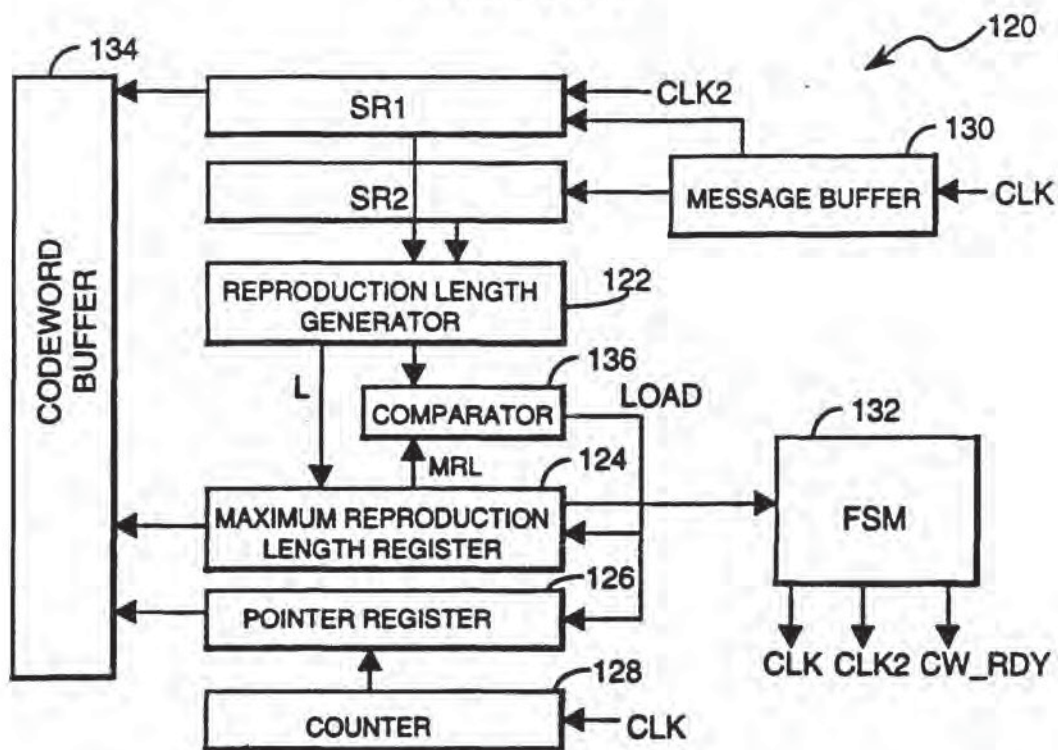 134
120
SR1
CLK2
130
SR2
MESSAGE BUFFER
CLK
CODEWORD
BUFFER
REPRODUCTION LENGTH
GENERATOR
122
136
L
COMPARATOR
LOAD
132
MRL
124
FSM
MAXIMUM REPRODUCTION
LENGTH REGISTER
126
POINTER REGISTER
CLK CLK2 CW_RDY
128
COUNTER
CLK